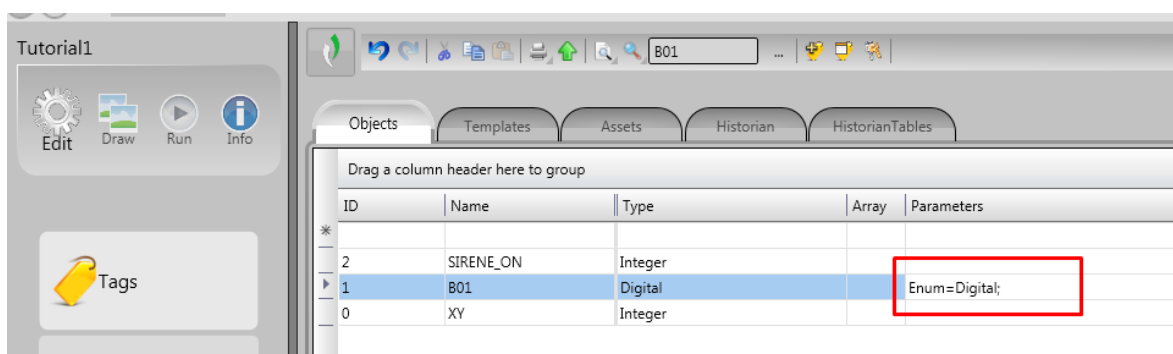 Tutorial1
B01
...
Edit
Draw
Run
Info
Objects
Templates
Assets
Historian
HistorianTables
Drag a column header here to group
ID Name Type Array Parameters
2 SIRENE_ON Integer
1 B01 Digital Enum=Digital;
0 XY Integer
Tags